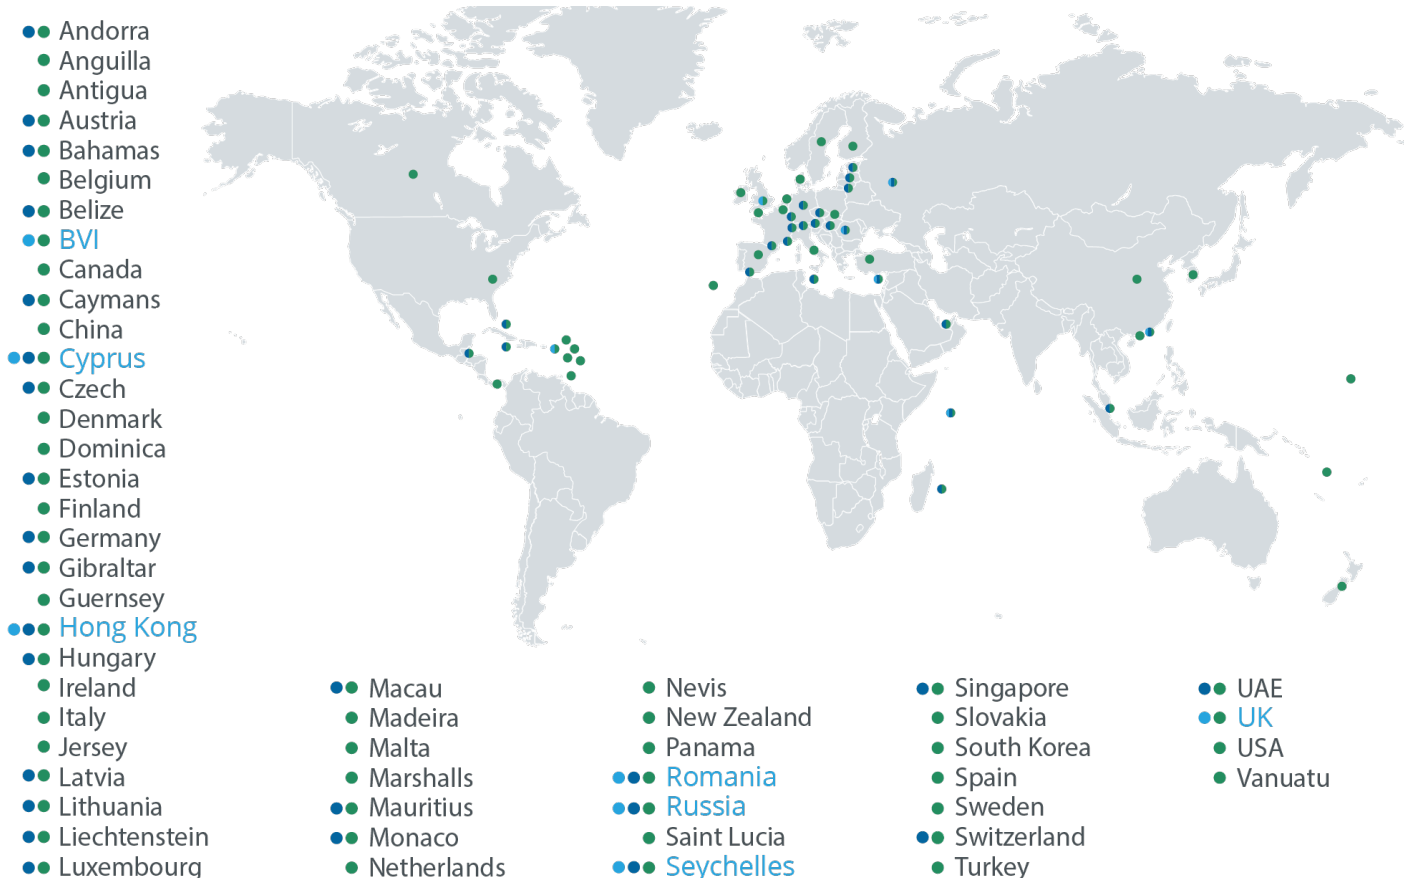 Andorra
Anguilla
Antigua
Austria
Bahamas
Belgium
Belize
BVI
Canada
Caymans
China
Cyprus
Czech
Denmark
Dominica
Estonia
Finland
Germany
Gibraltar
Guernsey
Hong Kong
Hungary
Ireland
Italy
Jersey
Latvia
Lithuania
Liechtenstein
Luxembourg
Macau
Madeira
Malta
Marshalls
Mauritius
Monaco
Netherlands
Nevis
New Zealand
Panama
Romania
Russia
Saint Lucia
Seychelles
Singapore
Slovakia
South Korea
Spain
Sweden
Switzerland
Turkey
UAE
UK
USA
Vanuatu